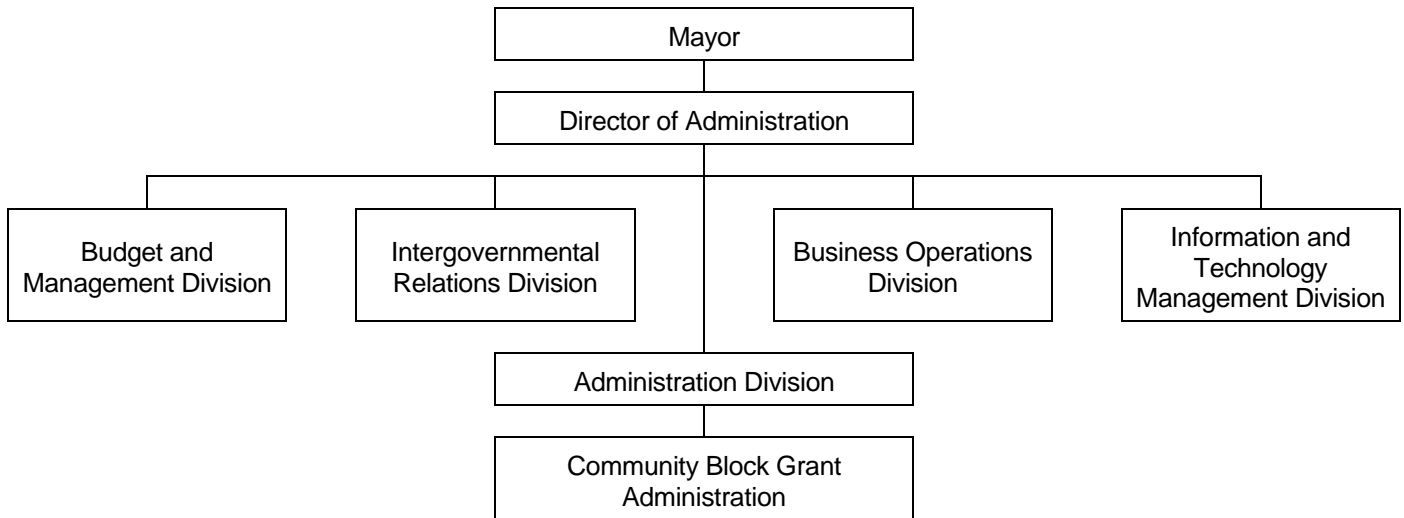 Mayor
Director of Administration
Budget and
Management Division
Intergovernmental
Relations Division
Business Operations
Division
Information and
Technology
Management Division
Administration Division
Community Block Grant
Administration